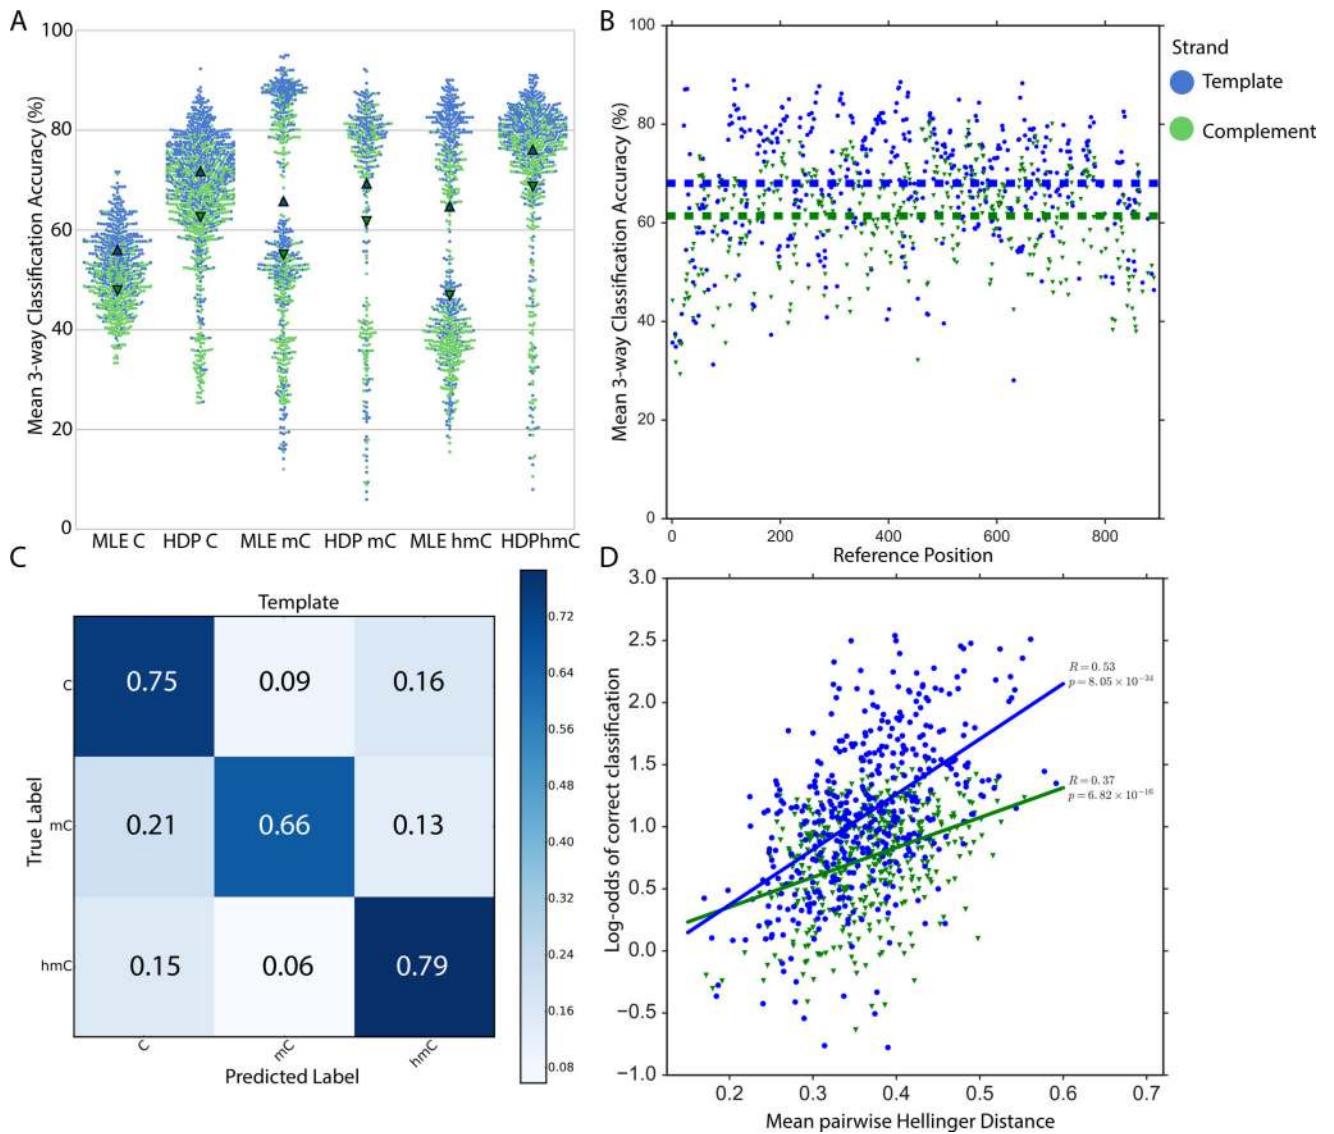 A
Mean 3-way Classification Accuracy (%)
100
80
60
40
20
0
MLE C
HDP C
MLE mC
HDP mC
MLE hmC
HDPhmC
B
Mean 3-way Classification Accuracy (%)
100
80
60
40
20
0
0
200
400
600
800
Reference Position
Strand
Template
Complement
C
Template
True Label
C
0.75
0.09
0.16
mC
0.21
0.66
0.13
hmC
0.15
0.06
0.79
C
mC
hmC
Predicted Label
0.72
0.64
0.56
0.48
0.40
0.32
0.24
0.16
0.08
D
Log-odds of correct classification
3.0
2.5
2.0
1.5
1.0
0.5
0.0
−0.5
−1.0
R = 0.53
p = 8.05 × 10⁻³⁴
R = 0.37
p = 6.82 × 10⁻¹⁶
0.2
0.3
0.4
0.5
0.6
0.7
Mean pairwise Hellinger Distance